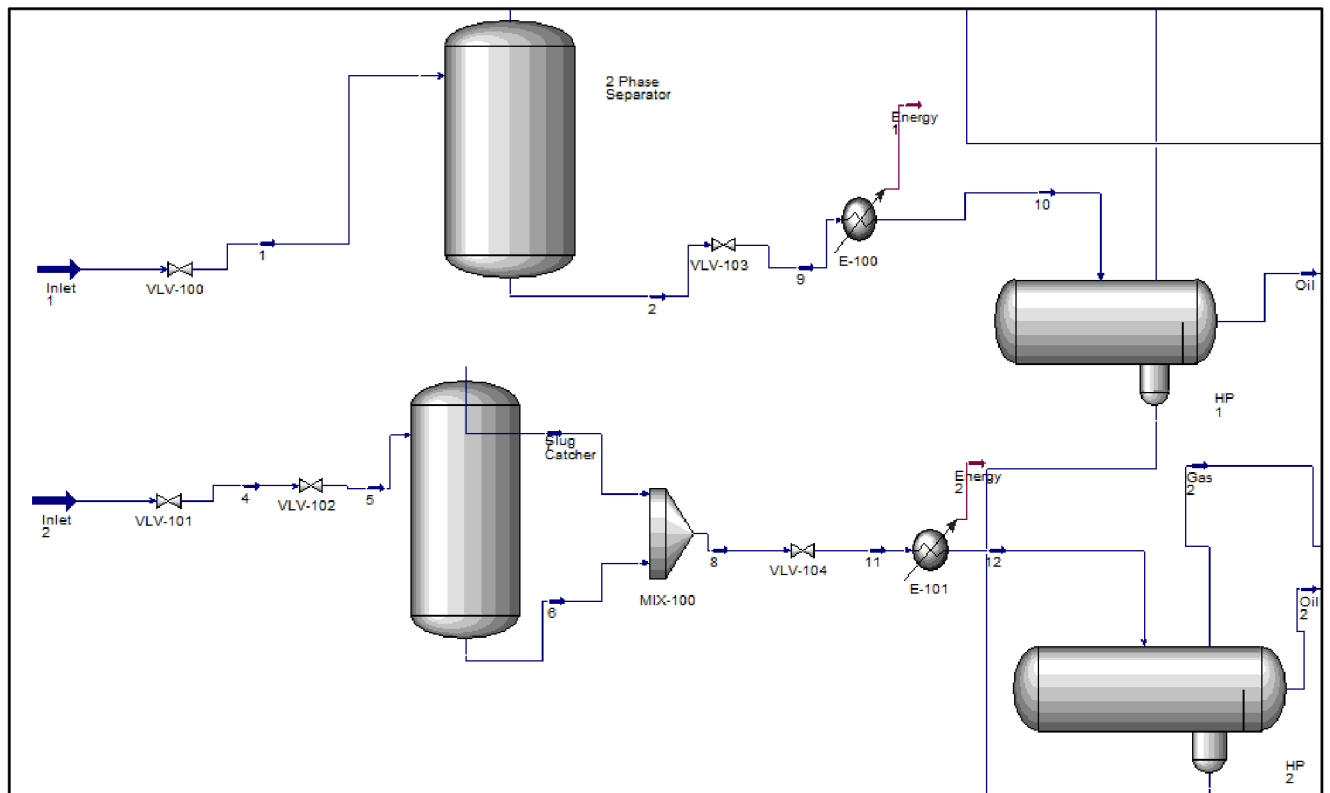 2 Phase
Separator
Energy
1
10
VLV-103
E-100
1
Inlet
1
VLV-100
2
9
Oil
HP
1
Slug
Catcher
Energy
2
Gas
2
Inlet
2
VLV-101
4
VLV-102
5
MIX-100
8
VLV-104
11
E-101
12
6
Oil
2
HP
2